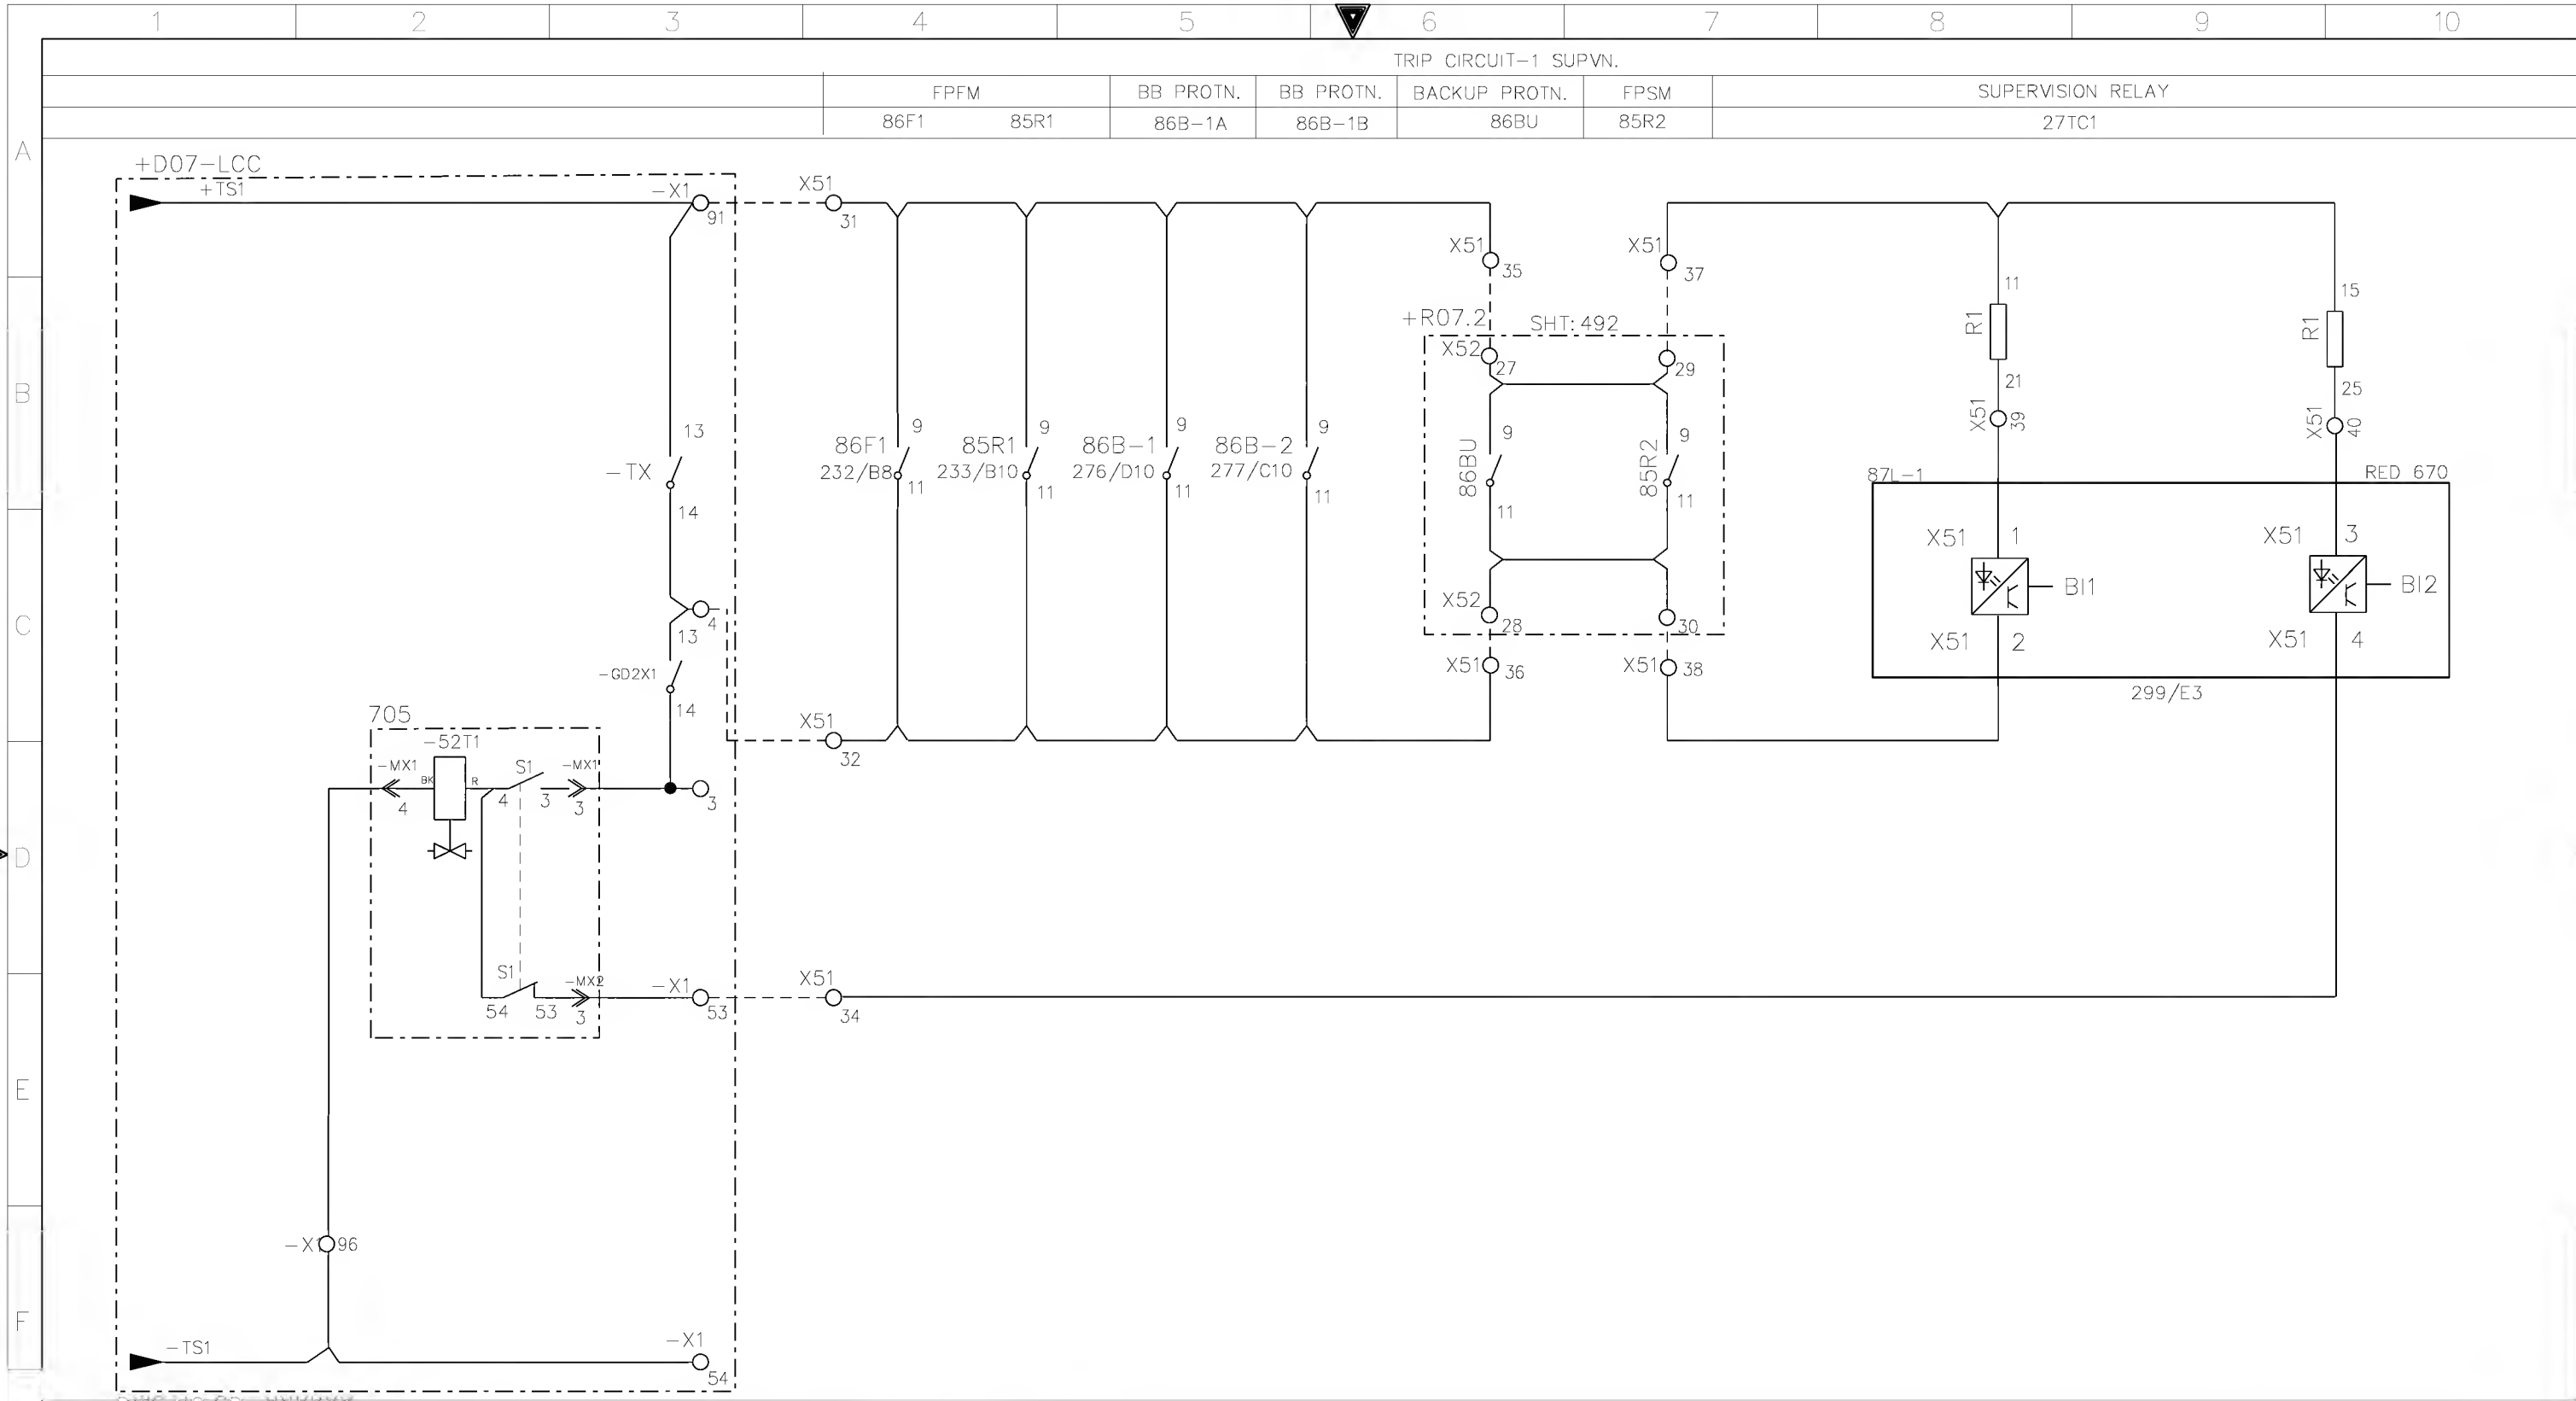 1 2 3 4 5 6 7 8 9 10
TRIP CIRCUIT-1 SUPVN.
FPFM BB PROTN. BB PROTN. BACKUP PROTN. FPSM SUPERVISION RELAY
86F1 85R1 86B-1A 86B-1B 86BU 85R2 27TC1
A
+D07-LCC
+TS1 -X1 X51
91 31
X51 X51
35 37
11 15
+R07.2 SHT:492
R1 R1
X52
27 29
21 25
B
X51 39 X51 40
13 9 9 9 9 9 9
86F1 85R1 86B-1 86B-2 86BU 85R2
-TX 232/B8 233/B10 276/D10 277/C10
87L-1 RED 670
14 11 11 11 11 11 11
X51 1 X51 3
BI1 BI2
C
4
X52
28 30
13
X51 2 X51 4
-GD2X1
X51 36 X51 38
14
299/E3
705
X51
32
-52T1
-MX1 BK R S1 -MX1
4 4 3 3 3
D
S1 -MX2 -X1 X51
54 53 3 53 34
E
-X1 96
F
-TS1 -X1
54